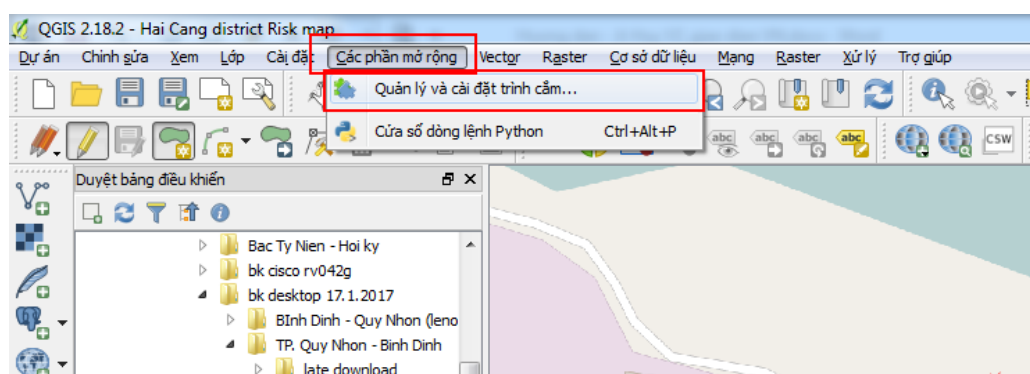 QGIS 2.18.2 - Hai Cang district Risk map
Dự án Chỉnh sửa Xem Lớp Cài đặt Các phần mở rộng Vector Raster Cơ sở dữ liệu Mạng Raster Xử lý Trợ giúp
Quản lý và cài đặt trình cắm...
Cửa sổ dòng lệnh Python Ctrl+Alt+P
abc abc abc abc CSW
Duyệt bảng điều khiển
Bac Ty Nien - Hoi ky
bk cisco rv042g
bk desktop 17.1.2017
BInh Dinh - Quy Nhon (leno
TP. Quy Nhon - Binh Dinh
late download